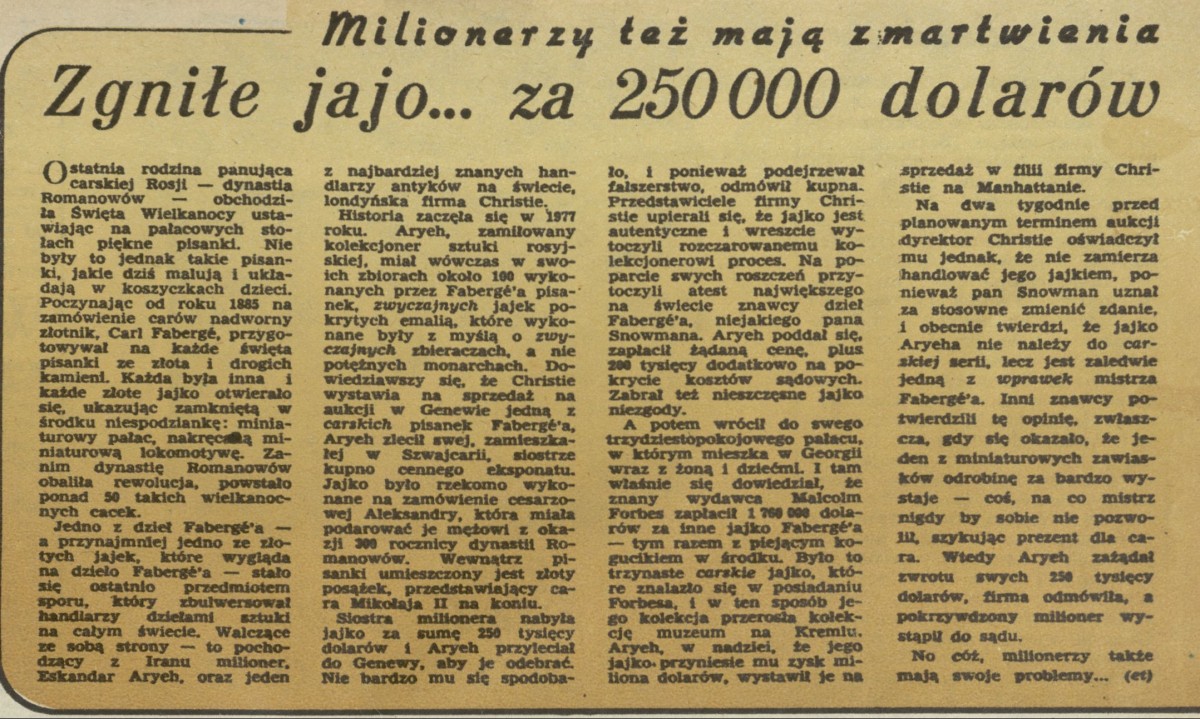 Milionerzy też mają zmartwienia
Zgniłe jajo... za 250 000 dolarów
Ostatnia rodzina panująca
carskiej Rosji — dynastia
Romanowów — obchodzi-
ła Święta Wielkanocy usta-
wiając na pałacowych sto-
łach piękne pisanki. Nie
były to jednak takie pisan-
ki, jakie dziś malują i ukła-
dają w koszyczkach dzieci.
Poczynając od roku 1885 na
zamówienie carów nadworny
złotnik, Carl Fabergé, przygo-
towywał na każde święta
pisanki ze złota i drogich
kamieni. Każda była inna i
każde złote jajko otwierało
się, ukazując zamkniętą w
środku niespodziankę: minia-
turowy pałac, nakręcaną mi-
niaturową lokomotywę. Za-
nim dynastię Romanowów
obaliła rewolucja, powstało
ponad 50 takich wielkanoc-
nych cacek.
Jedno z dzieł Fabergé'a —
a przynajmniej jedno ze zło-
tych jajek, które wygląda
na dzieło Fabergé'a — stało
się ostatnio przedmiotem
sporu, który zbulwersował
handlarzy dziełami sztuki
na całym świecie. Walczące
ze sobą strony — to pocho-
dzący z Iranu milioner,
Eskandar Aryeh, oraz jeden
z najbardziej znanych han-
dlarzy antyków na świecie,
londyńska firma Christie.
Historia zaczęła się w 1977
roku. Aryeh, zamiłowany
kolekcjoner sztuki rosyj-
skiej, miał wówczas w swo-
ich zbiorach około 100 wyko-
nanych przez Fabergé'a pisa-
nek, zwyczajnych jajek po-
krytych emalią, które wyko-
nane były z myślą o zwy-
czajnych zbieraczach, a nie
potężnych monarchach. Do-
wiedziawszy się, że Christie
wystawia na sprzedaż na
aukcji w Genewie jedną z
carskich pisanek Fabergé'a,
Aryeh zlecił swej, zamieszka-
łej w Szwajcarii, siostrze
kupno cennego eksponatu.
Jajko było rzekomo wyko-
nane na zamówienie cesarzo-
wej Aleksandry, która miała
podarować je mężowi z oka-
zji 300 rocznicy dynastii Ro-
manowów. Wewnątrz pi-
sanki umieszczony jest złoty
posążek, przedstawiający ca-
ra Mikołaja II na koniu.
Siostra milionera nabyła
jajko za sumę 250 tysięcy
dolarów i Aryeh przyleciał
do Genewy, aby je odebrać.
Nie bardzo mu się spodoba-
ło, i ponieważ podejrzewał
fałszerstwo, odmówił kupna.
Przedstawiciele firmy Chri-
stie upierali się, że jajko jest
autentyczne i wreszcie wy-
toczyli rozczarowanemu ko-
lekcjonerowi proces. Na po-
parcie swych roszczeń przy-
toczyli atest największego
na świecie znawcy dzieł
Fabergé'a, niejakiego pana
Snowmana. Aryeh poddał się,
zapłacił żądaną cenę, plus
200 tysięcy dodatkowo na po-
krycie kosztów sądowych.
Zabrał też nieszczęsne jajko
niezgody.
A potem wrócił do swego
trzydziestopokojowego pałacu,
w którym mieszka w Georgii
wraz z żoną i dziećmi. I tam
właśnie się dowiedział, że
znany wydawca Malcolm
Forbes zapłacił 1 760 000 dola-
rów za inne jajko Fabergé'a
— tym razem z piejącym ko-
gucikiem w środku. Było to
trzynaste carskie jajko, któ-
re znalazło się w posiadaniu
Forbesa, i w ten sposób je-
go kolekcja przerosła kolek-
cję muzeum na Kremlu.
Aryeh, w nadziei, że jego
jajko przyniesie mu zysk mi-
liona dolarów, wystawił je na
sprzedaż w filii firmy Chri-
stie na Manhattanie.
Na dwa tygodnie przed
planowanym terminem aukcji
dyrektor Christie oświadczył
mu jednak, że nie zamierza
handlować jego jajkiem, po-
nieważ pan Snowman uznał
za stosowne zmienić zdanie,
i obecnie twierdzi, że jajko
Aryeha nie należy do car-
skiej serii, lecz jest zaledwie
jedną z wprawek mistrza
Fabergé'a. Inni znawcy po-
twierdzili tę opinię, zwłasz-
cza, gdy się okazało, że je-
den z miniaturowych zawias-
ków odrobinę za bardzo wy-
staje — coś, na co mistrz
nigdy by sobie nie pozwo-
lił, szykując prezent dla ca-
ra. Wtedy Aryeh zażądał
zwrotu swych 250 tysięcy
dolarów, firma odmówiła, a
pokrzywdzony milioner wy-
stąpił do sądu.
No cóż, milionerzy także
mają swoje problemy... (et)